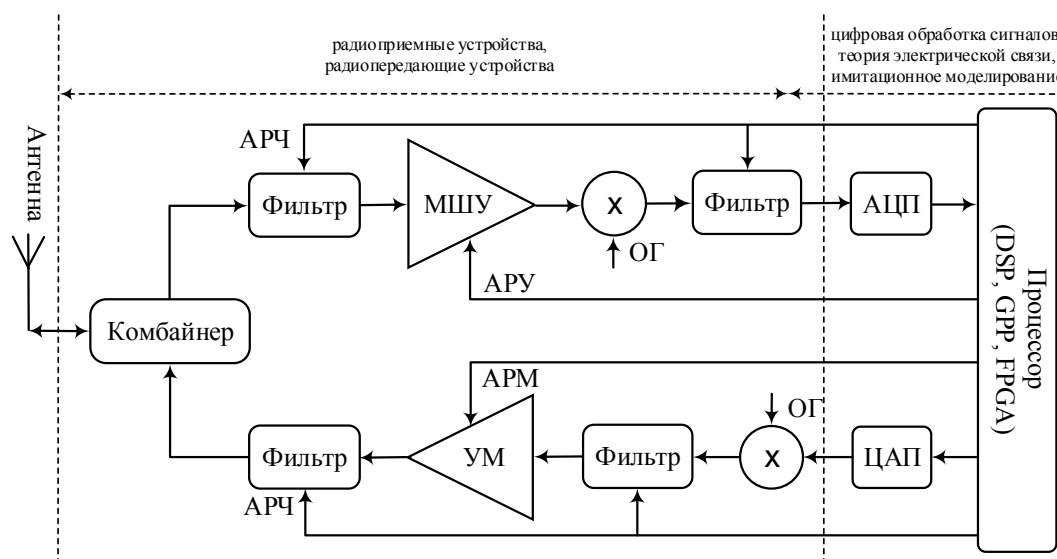 радиоприемные устройства,
радиопередающие устройства
цифровая обработка сигналов,
теория электрической связи,
имитационное моделирование
Антенна
АРЧ
Фильтр
МШУ
X
ОГ
Фильтр
АЦП
АРУ
Комбайнер
Процессор
(DSP, GPP, FPGA)
АРМ
ОГ
Фильтр
УМ
Фильтр
X
ЦАП
АРЧ